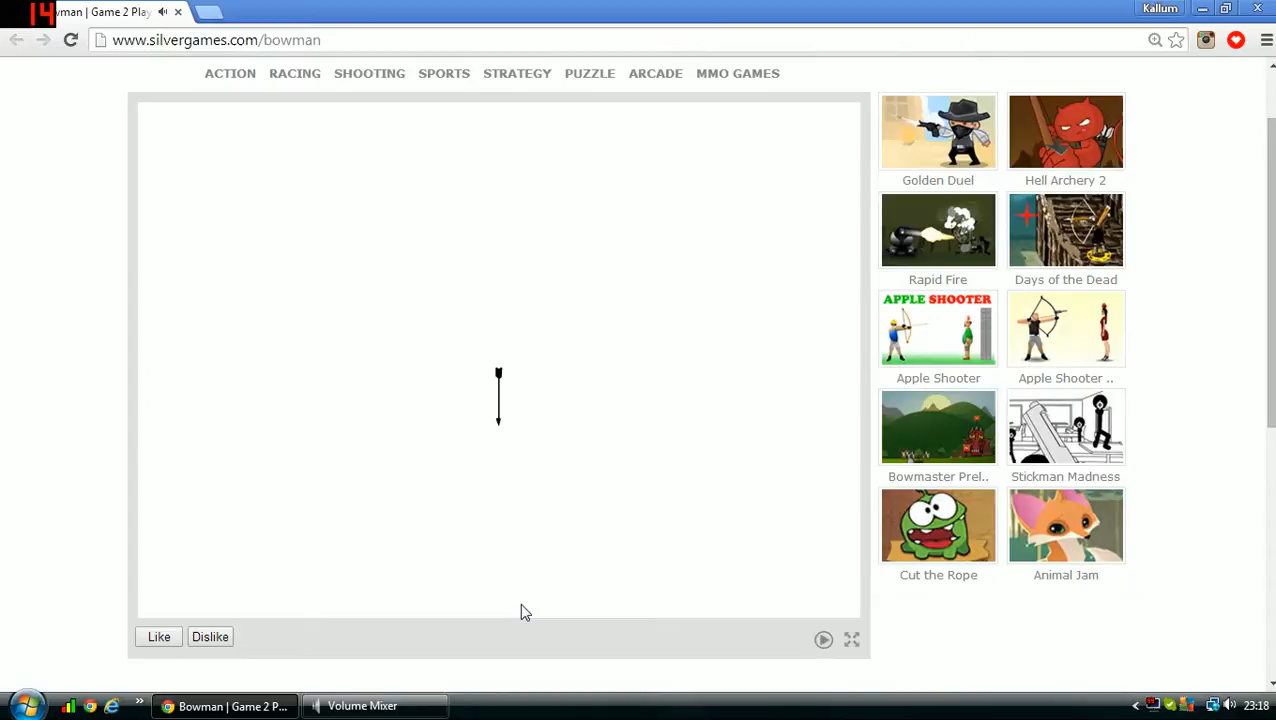 14
Bowman | Game 2 Play
Kallum
www.silvergames.com/bowman
ACTION RACING SHOOTING SPORTS STRATEGY PUZZLE ARCADE MMO GAMES
Golden Duel
Hell Archery 2
Rapid Fire
Days of the Dead
APPLE SHOOTER
Apple Shooter
Apple Shooter ..
Bowmaster Prel..
Stickman Madness
Cut the Rope
Animal Jam
Like Dislike
Bowman | Game 2 P...
Volume Mixer
23:18